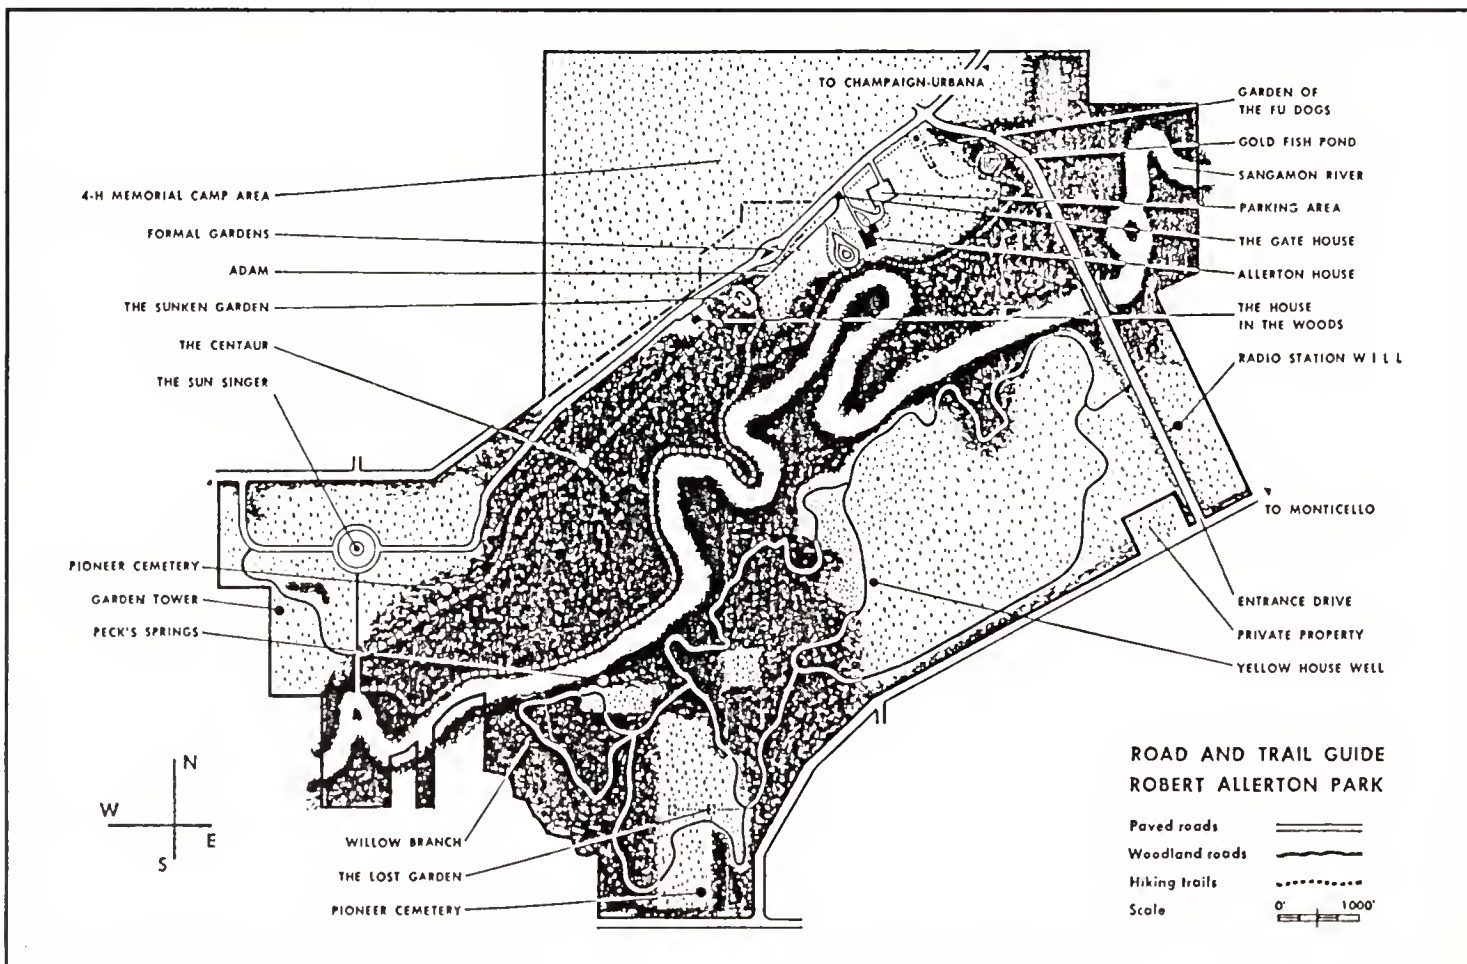 TO CHAMPAIGN-URBANA
4-H MEMORIAL CAMP AREA
FORMAL GARDENS
ADAM
THE SUNKEN GARDEN
THE CENTAUR
THE SUN SINGER
PIONEER CEMETERY
GARDEN TOWER
PECK'S SPRINGS
GARDEN OF
THE FU DOGS
GOLD FISH POND
SANGAMON RIVER
PARKING AREA
THE GATE HOUSE
ALLERTON HOUSE
THE HOUSE
IN THE WOODS
RADIO STATION W I L L
TO MONTICELLO
ENTRANCE DRIVE
PRIVATE PROPERTY
YELLOW HOUSE WELL
N
W
E
S
WILLOW BRANCH
THE LOST GARDEN
PIONEER CEMETERY
ROAD AND TRAIL GUIDE
ROBERT ALLERTON PARK
Paved roads
Woodland roads
Hiking trails
Scale 0' 1000'